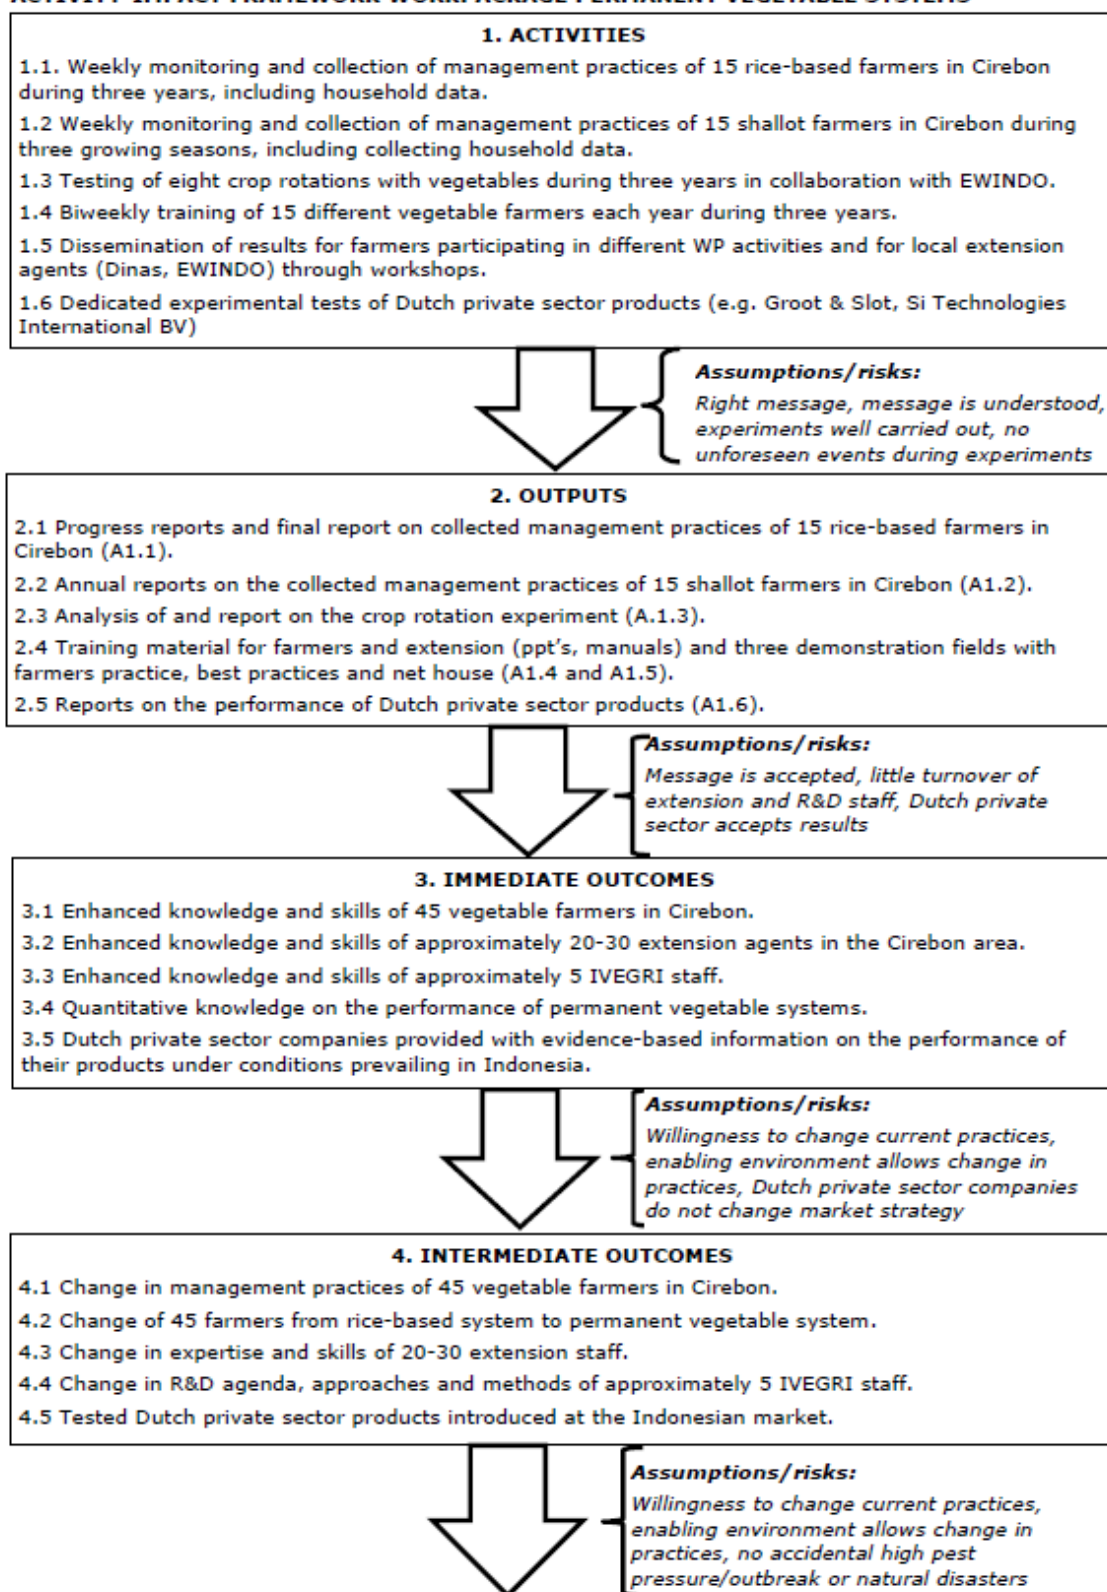 ACTIVITY-IMPACT FRAMEWORK WORKPACKAGE PERMANENT VEGETABLE SYSTEMS
1. ACTIVITIES
1.1. Weekly monitoring and collection of management practices of 15 rice-based farmers in Cirebon
during three years, including household data.
1.2 Weekly monitoring and collection of management practices of 15 shallot farmers in Cirebon during
three growing seasons, including collecting household data.
1.3 Testing of eight crop rotations with vegetables during three years in collaboration with EWINDO.
1.4 Biweekly training of 15 different vegetable farmers each year during three years.
1.5 Dissemination of results for farmers participating in different WP activities and for local extension
agents (Dinas, EWINDO) through workshops.
1.6 Dedicated experimental tests of Dutch private sector products (e.g. Groot & Slot, Si Technologies
International BV)
Assumptions/risks:
Right message, message is understood,
experiments well carried out, no
unforeseen events during experiments
2. OUTPUTS
2.1 Progress reports and final report on collected management practices of 15 rice-based farmers in
Cirebon (A1.1).
2.2 Annual reports on the collected management practices of 15 shallot farmers in Cirebon (A1.2).
2.3 Analysis of and report on the crop rotation experiment (A.1.3).
2.4 Training material for farmers and extension (ppt's, manuals) and three demonstration fields with
farmers practice, best practices and net house (A1.4 and A1.5).
2.5 Reports on the performance of Dutch private sector products (A1.6).
Assumptions/risks:
Message is accepted, little turnover of
extension and R&D staff, Dutch private
sector accepts results
3. IMMEDIATE OUTCOMES
3.1 Enhanced knowledge and skills of 45 vegetable farmers in Cirebon.
3.2 Enhanced knowledge and skills of approximately 20-30 extension agents in the Cirebon area.
3.3 Enhanced knowledge and skills of approximately 5 IVEGRI staff.
3.4 Quantitative knowledge on the performance of permanent vegetable systems.
3.5 Dutch private sector companies provided with evidence-based information on the performance of
their products under conditions prevailing in Indonesia.
Assumptions/risks:
Willingness to change current practices,
enabling environment allows change in
practices, Dutch private sector companies
do not change market strategy
4. INTERMEDIATE OUTCOMES
4.1 Change in management practices of 45 vegetable farmers in Cirebon.
4.2 Change of 45 farmers from rice-based system to permanent vegetable system.
4.3 Change in expertise and skills of 20-30 extension staff.
4.4 Change in R&D agenda, approaches and methods of approximately 5 IVEGRI staff.
4.5 Tested Dutch private sector products introduced at the Indonesian market.
Assumptions/risks:
Willingness to change current practices,
enabling environment allows change in
practices, no accidental high pest
pressure/outbreak or natural disasters